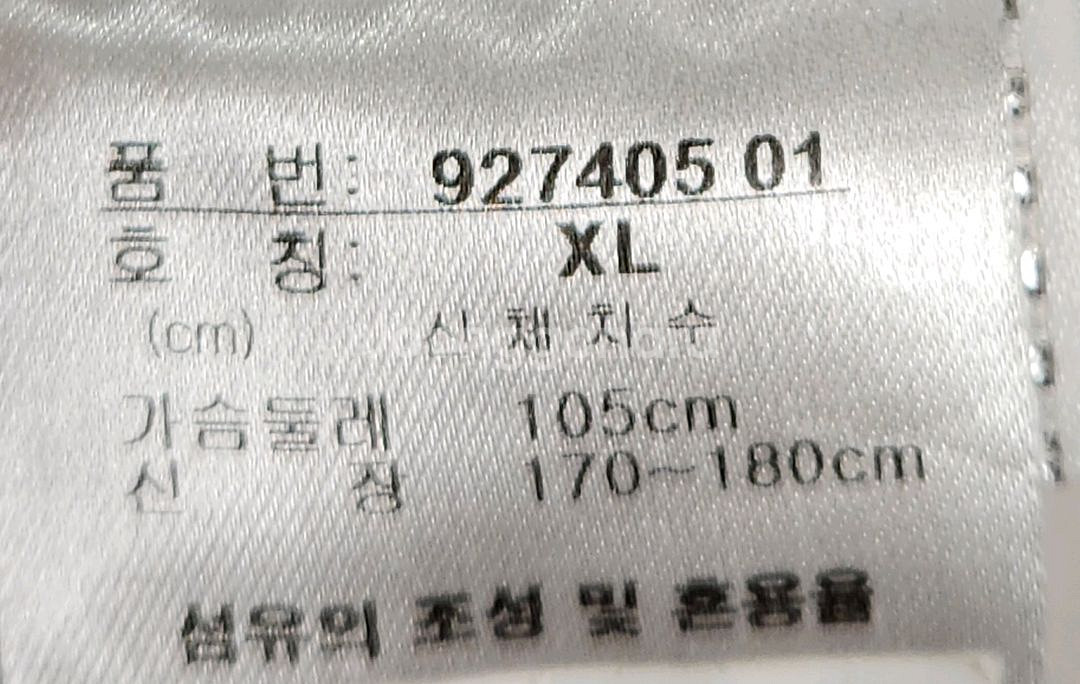 품 번: 927405 01
호 칭: XL
(cm) 신체치수
가슴둘레 105cm
신 장 170~180cm
섬유의 조성 및 혼용율